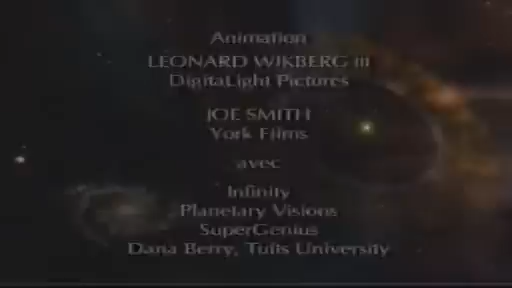 Animation
LEONARD WIKBERG III
DigitaLight Pictures
JOE SMITH
York Films
avec
Infinity
Planetary Visions
SuperGenius
Dana Berry, Tufts University